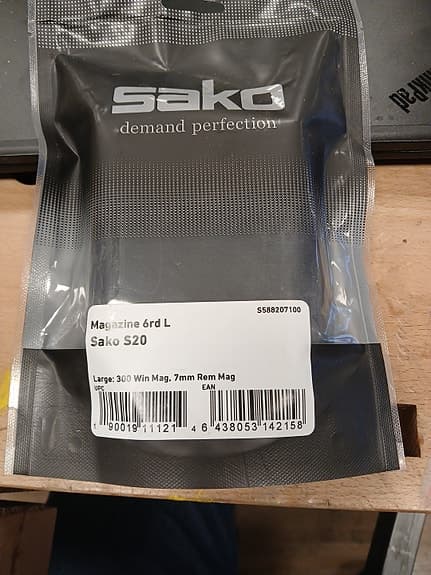 ThinkPad
sako
demand perfection
S588207100
Magazine 6rd L
Sako S20
Large: 300 Win Mag, 7mm Rem Mag
UPC
EAN
1 90019 11121 4
6 438053 142158